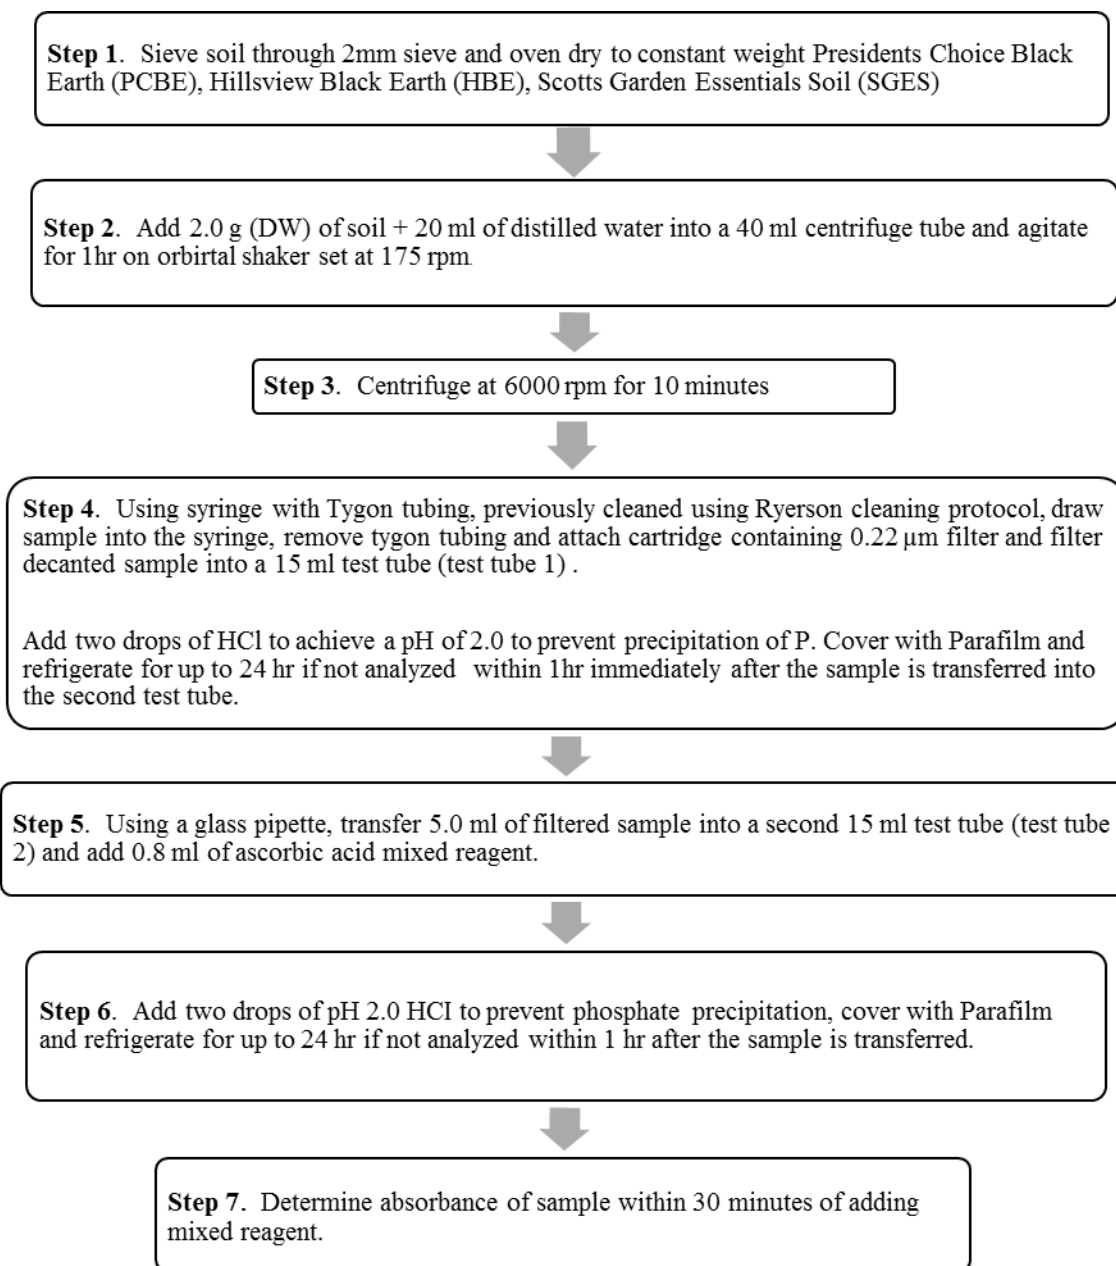 Step 1. Sieve soil through 2mm sieve and oven dry to constant weight Presidents Choice Black
Earth (PCBE), Hillsview Black Earth (HBE), Scotts Garden Essentials Soil (SGES)
Step 2. Add 2.0 g (DW) of soil + 20 ml of distilled water into a 40 ml centrifuge tube and agitate
for 1hr on orbirtal shaker set at 175 rpm.
Step 3. Centrifuge at 6000 rpm for 10 minutes
Step 4. Using syringe with Tygon tubing, previously cleaned using Ryerson cleaning protocol, draw
sample into the syringe, remove tygon tubing and attach cartridge containing 0.22 µm filter and filter
decanted sample into a 15 ml test tube (test tube 1) .
Add two drops of HCl to achieve a pH of 2.0 to prevent precipitation of P. Cover with Parafilm and
refrigerate for up to 24 hr if not analyzed within 1hr immediately after the sample is transferred into
the second test tube.
Step 5. Using a glass pipette, transfer 5.0 ml of filtered sample into a second 15 ml test tube (test tube
2) and add 0.8 ml of ascorbic acid mixed reagent.
Step 6. Add two drops of pH 2.0 HCI to prevent phosphate precipitation, cover with Parafilm
and refrigerate for up to 24 hr if not analyzed within 1 hr after the sample is transferred.
Step 7. Determine absorbance of sample within 30 minutes of adding
mixed reagent.